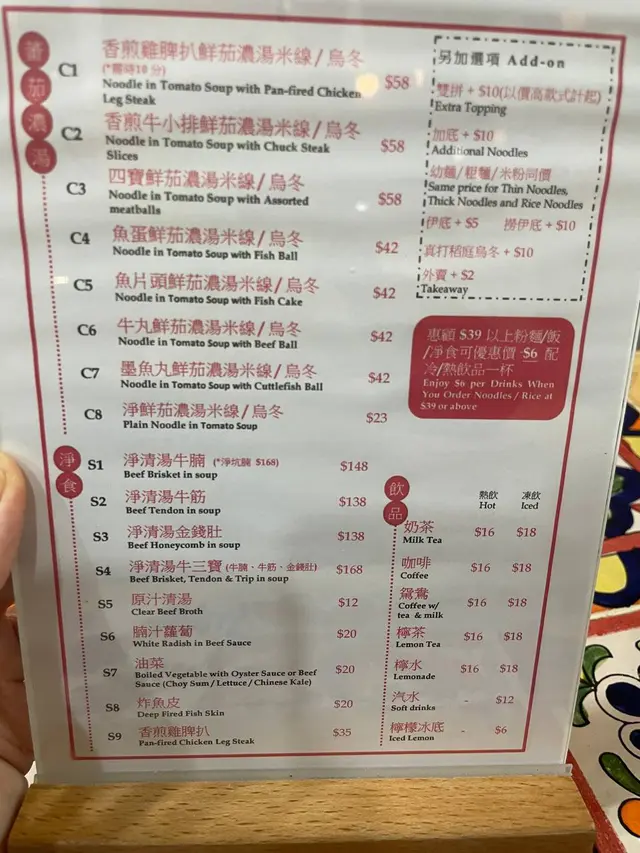 番茄濃湯
C1 香煎雞脾扒鮮茄濃湯米線/烏冬
(*需待10分)
Noodle in Tomato Soup with Pan-fired Chicken
Leg Steak
$58
C2 香煎牛小排鮮茄濃湯米線/烏冬
Noodle in Tomato Soup with Chuck Steak
Slices
$58
C3 四寶鮮茄濃湯米線/烏冬
Noodle in Tomato Soup with Assorted
meatballs
$58
C4 魚蛋鮮茄濃湯米線/烏冬
Noodle in Tomato Soup with Fish Ball
$42
C5 魚片頭鮮茄濃湯米線/烏冬
Noodle in Tomato Soup with Fish Cake
$42
C6 牛丸鮮茄濃湯米線/烏冬
Noodle in Tomato Soup with Beef Ball
$42
C7 墨魚丸鮮茄濃湯米線/烏冬
Noodle in Tomato Soup with Cuttlefish Ball
$42
C8 淨鮮茄濃湯米線/烏冬
Plain Noodle in Tomato Soup
$23
另加選項 Add-on
雙拼 + $10(以價高款式計起)
Extra Topping
加底 + $10
Additional Noodles
幼麵/粗麵/米粉同價
Same price for Thin Noodles,
Thick Noodles and Rice Noodles
伊底 + $5 撈伊底 + $10
真打稻庭烏冬 + $10
外賣 + $2
Takeaway
惠顧 $39 以上粉麵/飯
/淨食可優惠價 $6 配
冷/熱飲品一杯
Enjoy $6 per Drinks When
You Order Noodles / Rice at
$39 or above
淨食
S1 淨清湯牛腩 (*淨坑腩 $168)
Beef Brisket in soup
$148
S2 淨清湯牛筋
Beef Tendon in soup
$138
S3 淨清湯金錢肚
Beef Honeycomb in soup
$138
S4 淨清湯牛三寶 (牛腩・牛筋・金錢肚)
Beef Brisket, Tendon & Trip in soup
$168
S5 原汁清湯
Clear Beef Broth
$12
S6 腩汁蘿蔔
White Radish in Beef Sauce
$20
S7 油菜
Boiled Vegetable with Oyster Sauce or Beef
Sauce (Choy Sum / Lettuce / Chinese Kale)
$20
S8 炸魚皮
Deep Fired Fish Skin
$20
S9 香煎雞脾扒
Pan-fired Chicken Leg Steak
$35
飲品
熱飲 凍飲
Hot Iced
奶茶 $16 $18
Milk Tea
咖啡 $16 $18
Coffee
鴛鴦 $16 $18
Coffee w/
tea & milk
檸茶 $16 $18
Lemon Tea
檸水 $16 $18
Lemonade
汽水 - $12
Soft drinks
檸檬冰底 - $6
Iced Lemon